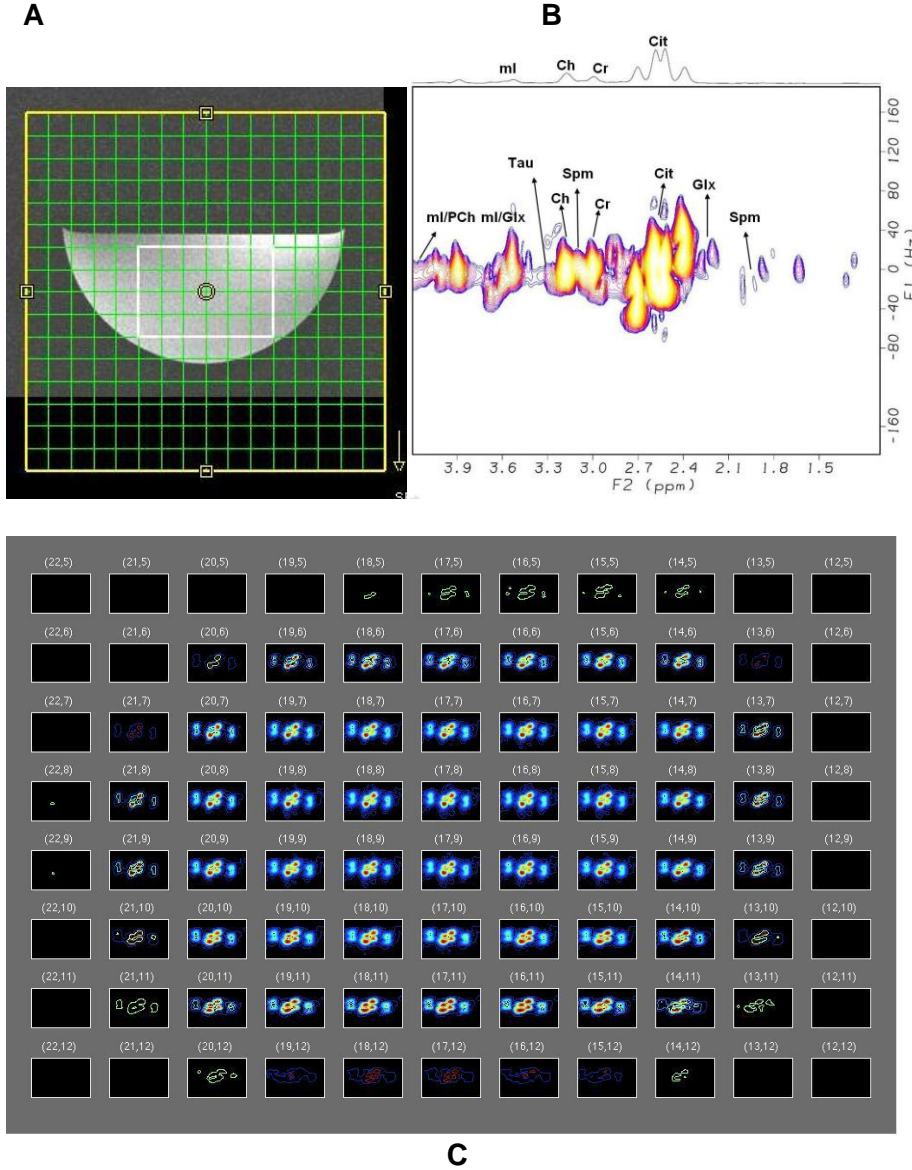 A
B
Cit
mI Ch Cr
Tau
Spm
Cit
Glx
mI/PCh mI/Glx
Ch
Cr
Spm
160
120
80
40
0
-40
-80
-160
F1 (Hz)
3.9 3.6 3.3 3.0 2.7 2.4 2.1 1.8 1.5
F2 (ppm)
(22,5) (21,5) (20,5) (19,5) (18,5) (17,5) (16,5) (15,5) (14,5) (13,5) (12,5)
(22,6) (21,6) (20,6) (19,6) (18,6) (17,6) (16,6) (15,6) (14,6) (13,6) (12,6)
(22,7) (21,7) (20,7) (19,7) (18,7) (17,7) (16,7) (15,7) (14,7) (13,7) (12,7)
(22,8) (21,8) (20,8) (19,8) (18,8) (17,8) (16,8) (15,8) (14,8) (13,8) (12,8)
(22,9) (21,9) (20,9) (19,9) (18,9) (17,9) (16,9) (15,9) (14,9) (13,9) (12,9)
(22,10) (21,10) (20,10) (19,10) (18,10) (17,10) (16,10) (15,10) (14,10) (13,10) (12,10)
(22,11) (21,11) (20,11) (19,11) (18,11) (17,11) (16,11) (15,11) (14,11) (13,11) (12,11)
(22,12) (21,12) (20,12) (19,12) (18,12) (17,12) (16,12) (15,12) (14,12) (13,12) (12,12)
C